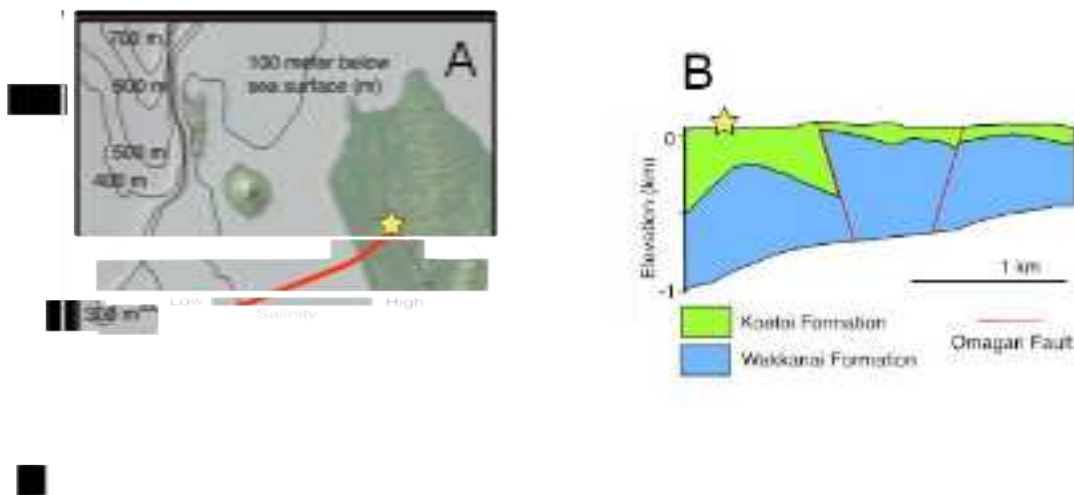 A
700 m
100 meter below
sea surface (m)
500 m
400 m
Low High
Salinity
300 m
B
0
Elevation (km)
1 km
-1
Koetoi Formation
Wakkanai Formation
Omagari Fault